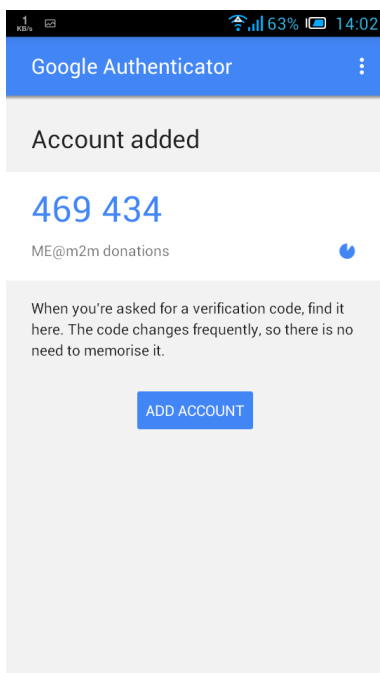 1
KB/s
63%
14:02
Google Authenticator
Account added
469 434
ME@m2m donations
When you're asked for a verification code, find it
here. The code changes frequently, so there is no
need to memorise it.
ADD ACCOUNT